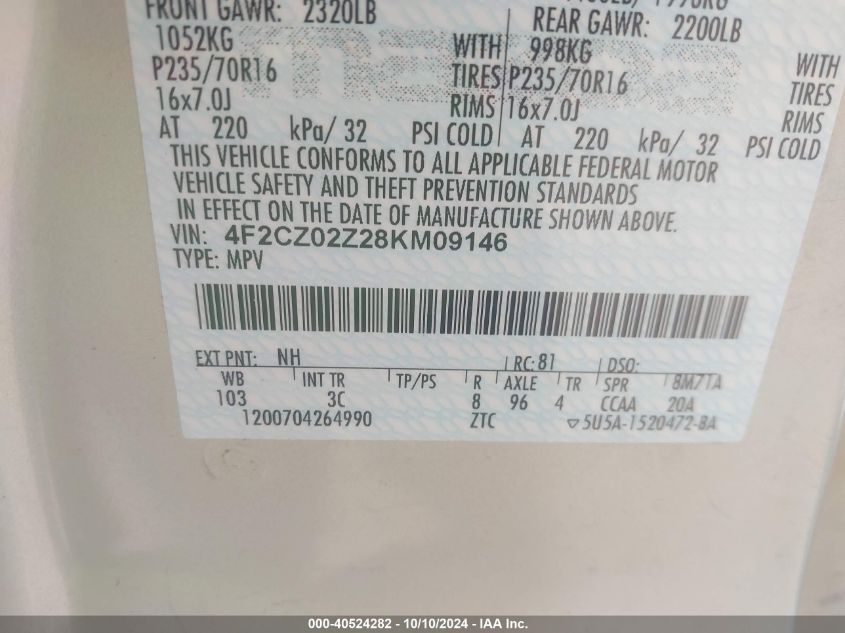 FRONT GAWR: 2320LB REAR GAWR: 2200LB
1052KG WITH 998KG WITH
P235/70R16 TIRES P235/70R16 TIRES
16x7.0J RIMS 16x7.0J RIMS
AT 220 kPa/ 32 PSI COLD AT 220 kPa/ 32 PSI COLD
THIS VEHICLE CONFORMS TO ALL APPLICABLE FEDERAL MOTOR
VEHICLE SAFETY AND THEFT PREVENTION STANDARDS
IN EFFECT ON THE DATE OF MANUFACTURE SHOWN ABOVE.
VIN: 4F2CZ02Z28KM09146
TYPE: MPV
EXT PNT: NH RC: 81 DSO:
WB INT TR TP/PS R AXLE TR SPR 8M71A
103 3C 8 96 4 CCAA 20A
1200704264990 ZTC ▽5U5A-1520472-BA
000-40524282 - 10/10/2024 - IAA Inc.